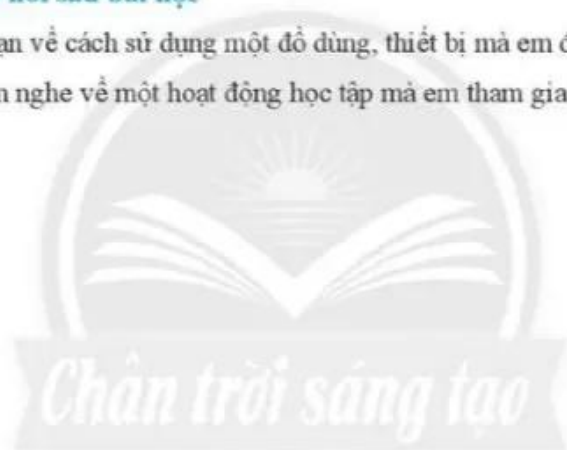 về cách sử dụng một đồ dùng, thiết bị mà em
nghe về một hoạt động học tập mà em tham gia
Chân trời sáng tạo